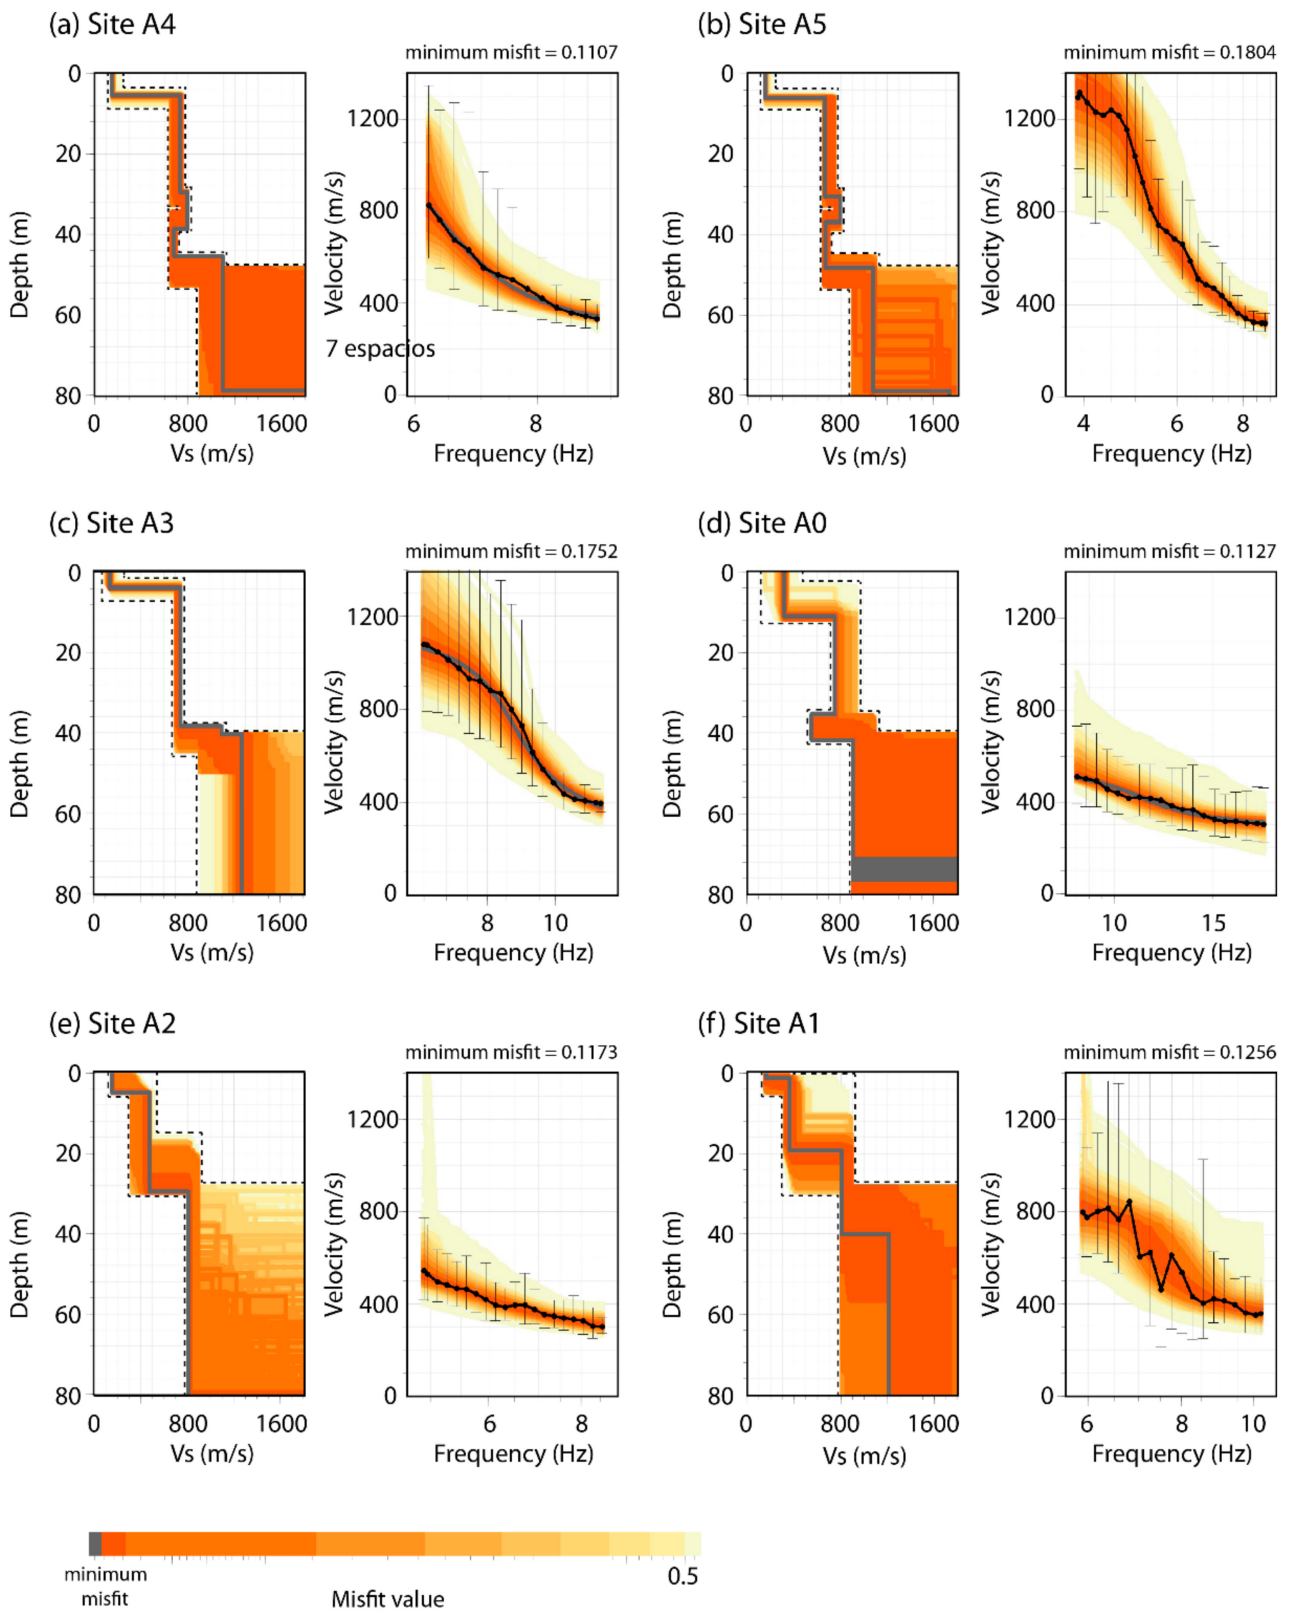 (a) Site A4
(b) Site A5
minimum misfit = 0.1107
minimum misfit = 0.1804
0
20
40
60
80
Depth (m)
0 800 1600
Vs (m/s)
1200
800
400
0
Velocity (m/s)
7 espacios
6 8
Frequency (Hz)
0
20
40
60
80
Depth (m)
0 800 1600
Vs (m/s)
1200
800
400
0
Velocity (m/s)
4 6 8
Frequency (Hz)
(c) Site A3
(d) Site A0
minimum misfit = 0.1752
minimum misfit = 0.1127
0
20
40
60
80
Depth (m)
0 800 1600
Vs (m/s)
1200
800
400
0
Velocity (m/s)
8 10
Frequency (Hz)
0
20
40
60
80
Depth (m)
0 800 1600
Vs (m/s)
1200
800
400
0
Velocity (m/s)
10 15
Frequency (Hz)
(e) Site A2
(f) Site A1
minimum misfit = 0.1173
minimum misfit = 0.1256
0
20
40
60
80
Depth (m)
0 800 1600
Vs (m/s)
1200
800
400
0
Velocity (m/s)
6 8
Frequency (Hz)
0
20
40
60
80
Depth (m)
0 800 1600
Vs (m/s)
1200
800
400
0
Velocity (m/s)
6 8 10
Frequency (Hz)
minimum
misfit
Misfit value
0.5